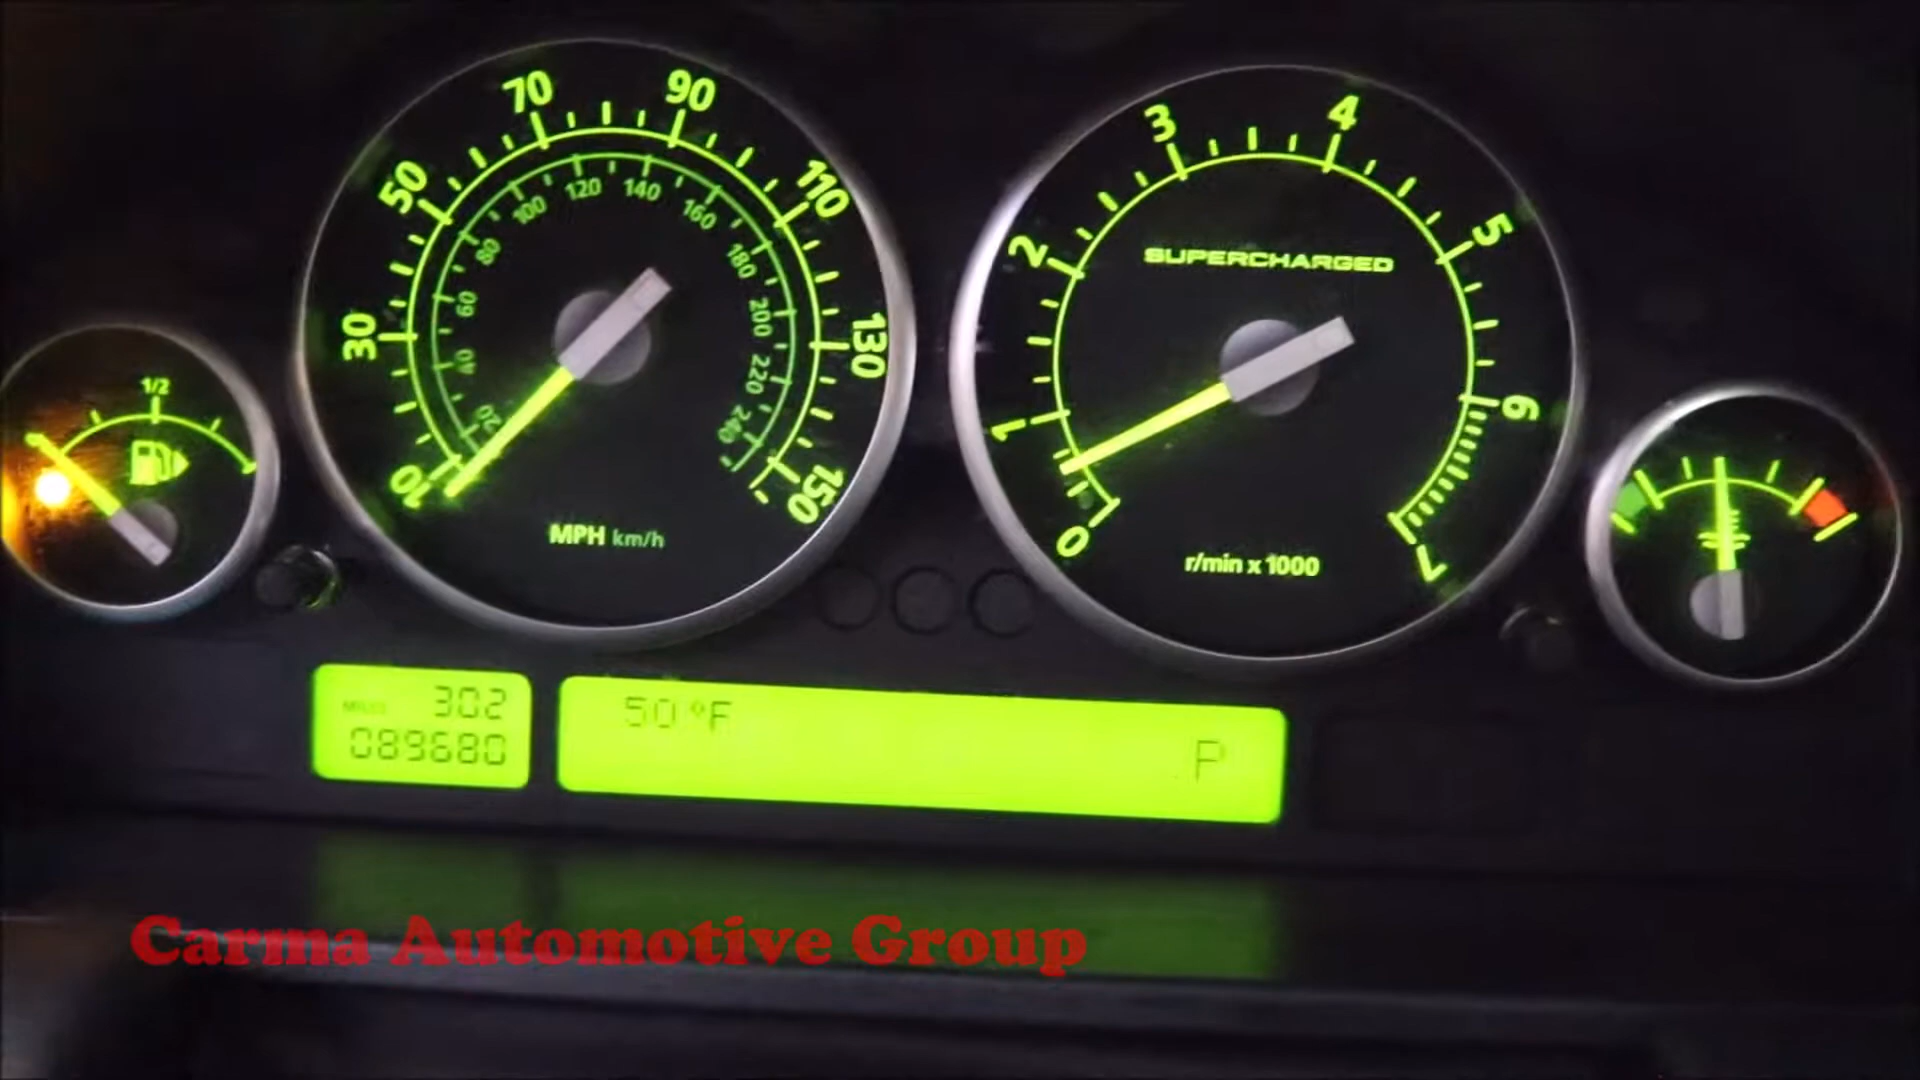 70 90
50 110
30 130
10 150
80 100 120 140 160 180
60 200
40 220
20 240
MPH km/h
1/2
3 4
2 5
1 6
0 7
SUPERCHARGED
r/min x 1000
MILES 302
089680
50 °F
P
Carma Automotive Group